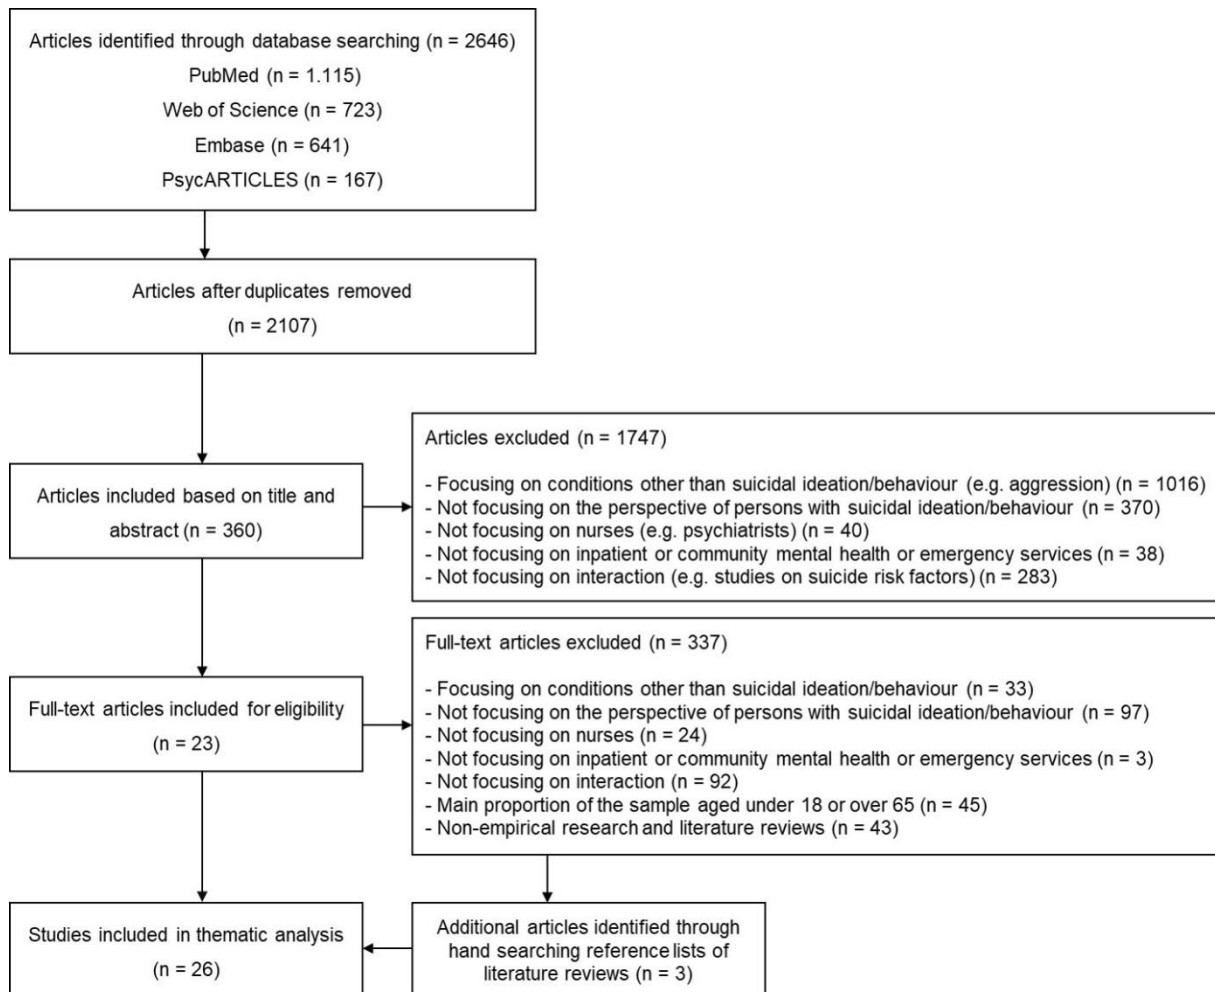 Articles identified through database searching (n = 2646)
PubMed (n = 1.115)
Web of Science (n = 723)
Embase (n = 641)
PsycARTICLES (n = 167)
Articles after duplicates removed
(n = 2107)
Articles included based on title and
abstract (n = 360)
Articles excluded (n = 1747)
- Focusing on conditions other than suicidal ideation/behaviour (e.g. aggression) (n = 1016)
- Not focusing on the perspective of persons with suicidal ideation/behaviour (n = 370)
- Not focusing on nurses (e.g. psychiatrists) (n = 40)
- Not focusing on inpatient or community mental health or emergency services (n = 38)
- Not focusing on interaction (e.g. studies on suicide risk factors) (n = 283)
Full-text articles included for eligibility
(n = 23)
Full-text articles excluded (n = 337)
- Focusing on conditions other than suicidal ideation/behaviour (n = 33)
- Not focusing on the perspective of persons with suicidal ideation/behaviour (n = 97)
- Not focusing on nurses (n = 24)
- Not focusing on inpatient or community mental health or emergency services (n = 3)
- Not focusing on interaction (n = 92)
- Main proportion of the sample aged under 18 or over 65 (n = 45)
- Non-empirical research and literature reviews (n = 43)
Studies included in thematic analysis
(n = 26)
Additional articles identified through
hand searching reference lists of
literature reviews (n = 3)